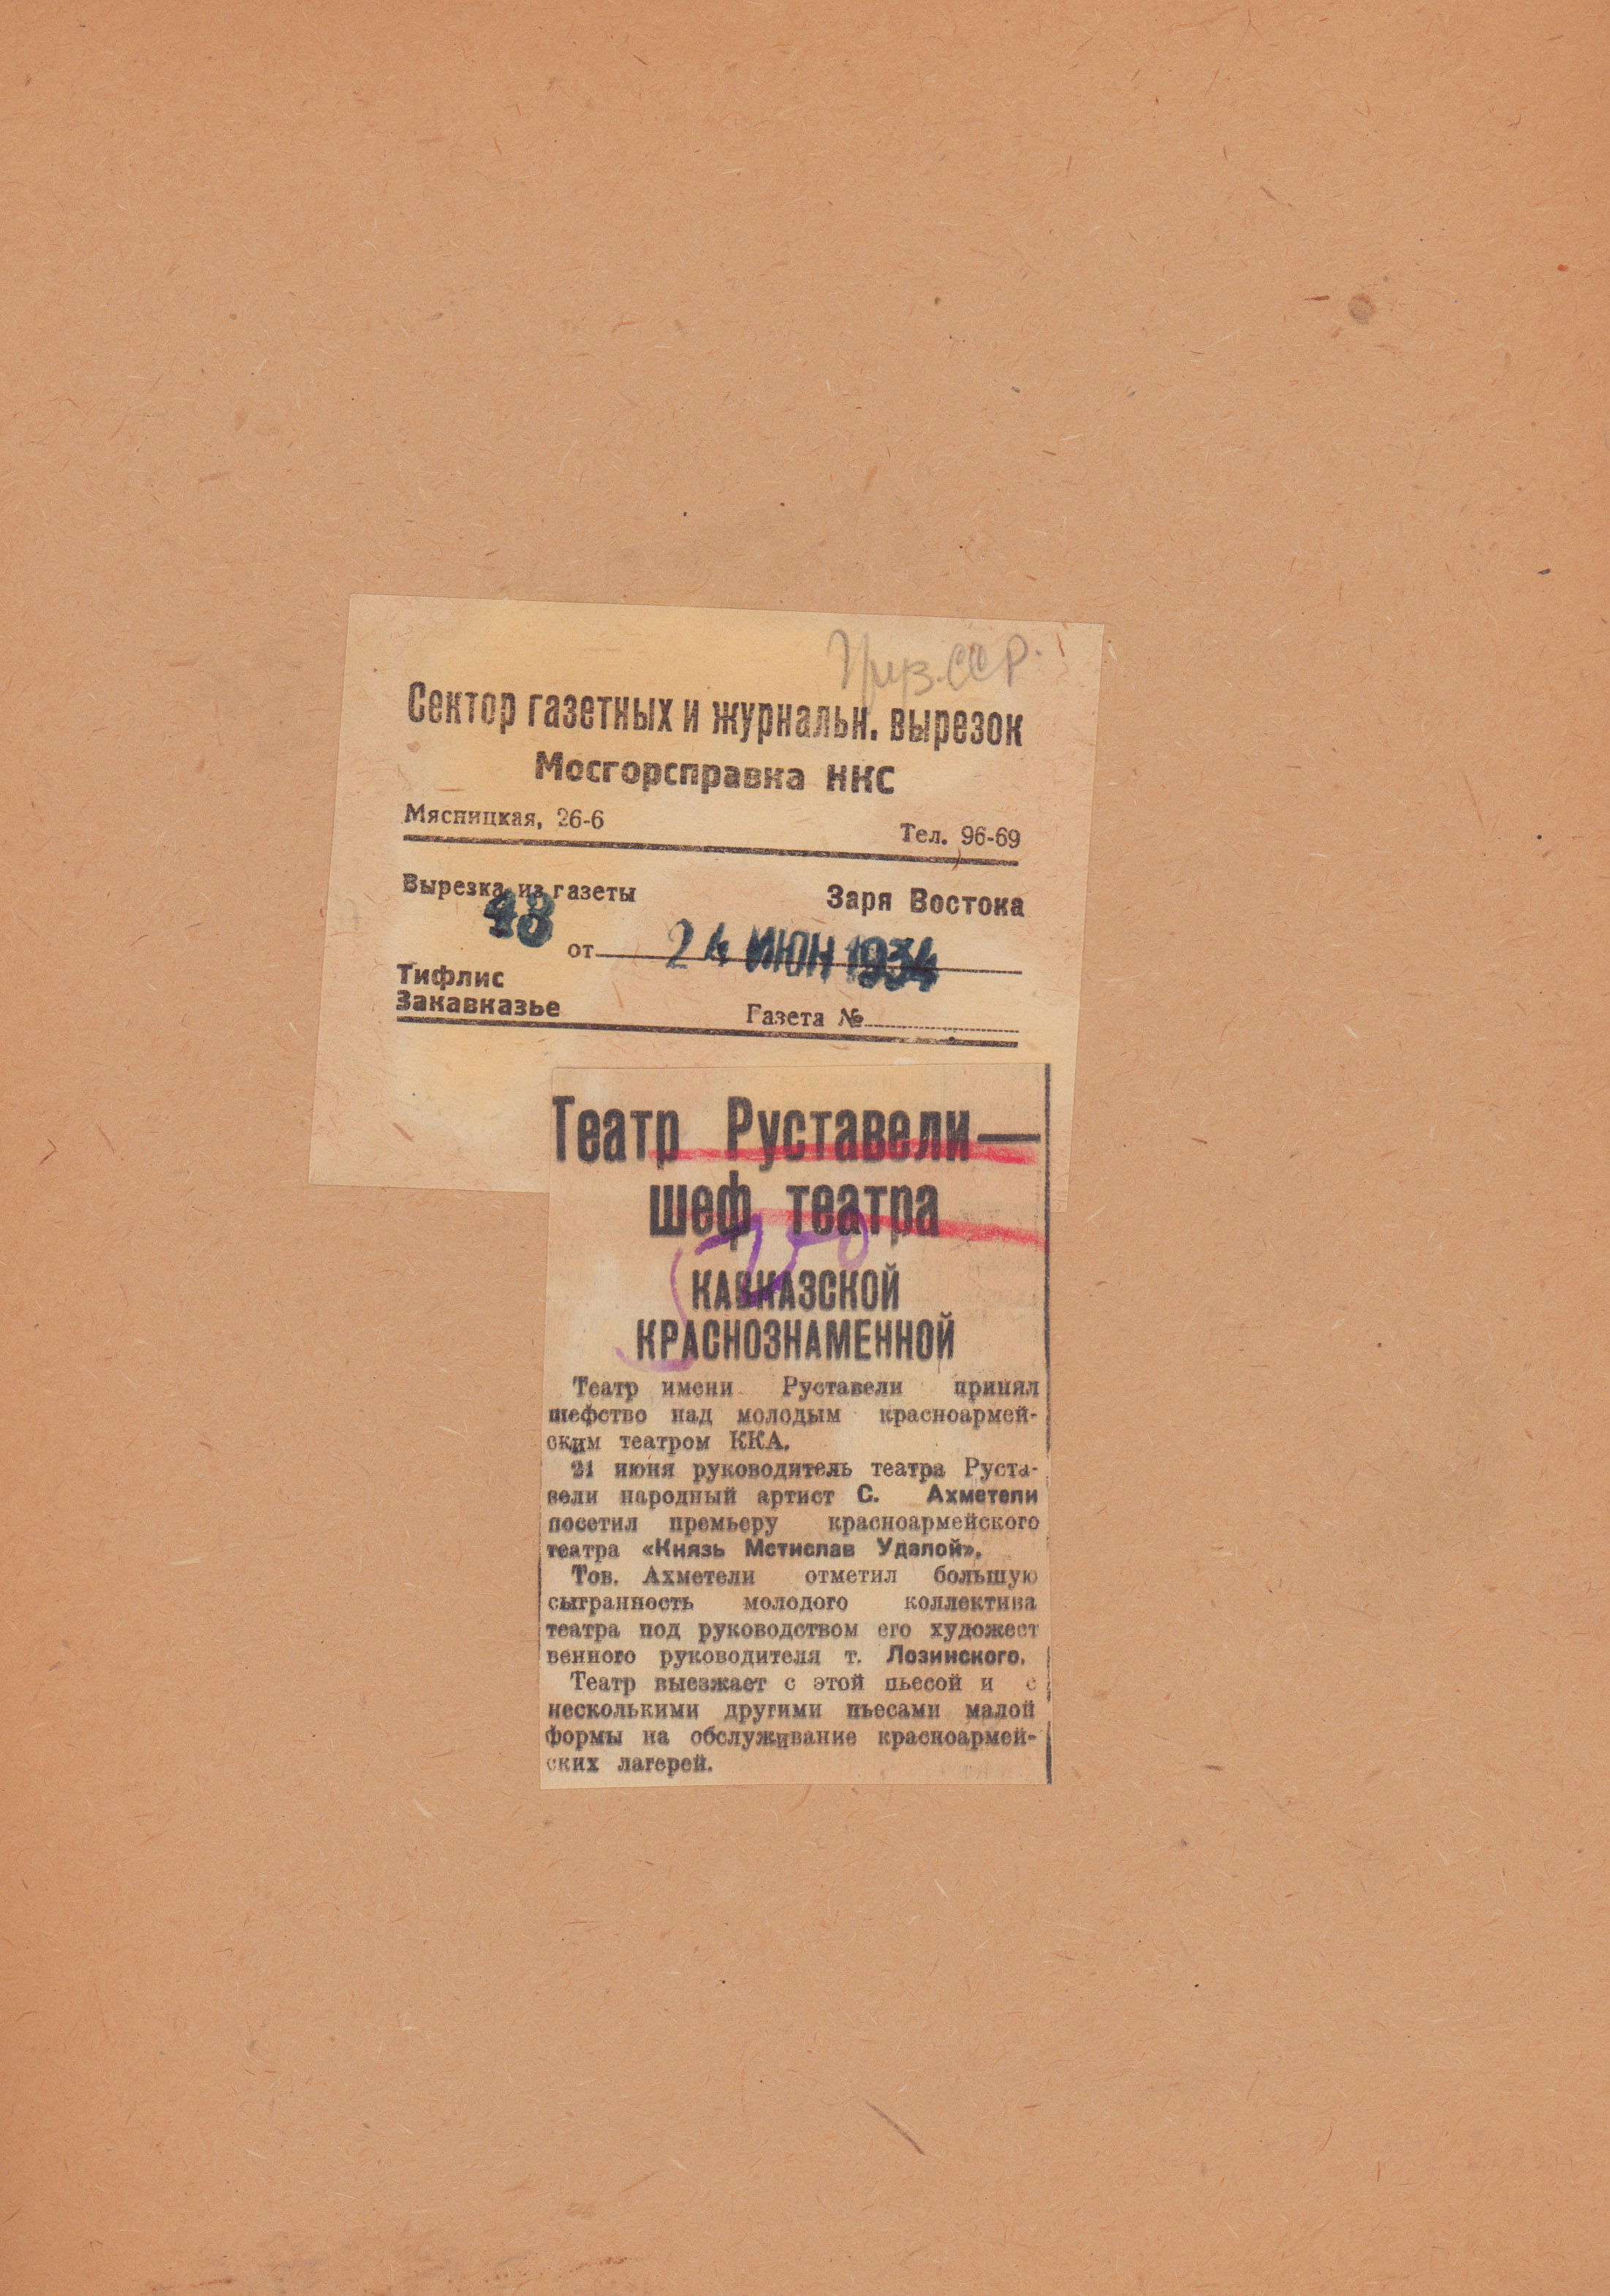 Груз.ССР.
Сектор газетных и журнальн. вырезок
Мосгорсправка НКС
Мясницкая, 26-6 Тел. 96-69
Вырезка из газеты Заря Востока
от 24 ИЮН 1934
Тифлис
Закавказье Газета №
Театр Руставели—
шеф театра
КАВКАЗСКОЙ
КРАСНОЗНАМЕННОЙ
Театр имени Руставели принял
шефство над молодым красноармей-
ским театром ККА.
21 июня руководитель театра Руста-
вели народный артист С. Ахметели
посетил премьеру красноармейского
театра «Князь Мстислав Удалой».
Тов. Ахметели отметил большую
сыгранность молодого коллектива
театра под руководством его художест
венного руководителя т. Лозинского.
Театр выезжает с этой пьесой и с
несколькими другими пьесами малой
формы на обслуживание красноармей-
ских лагерей.